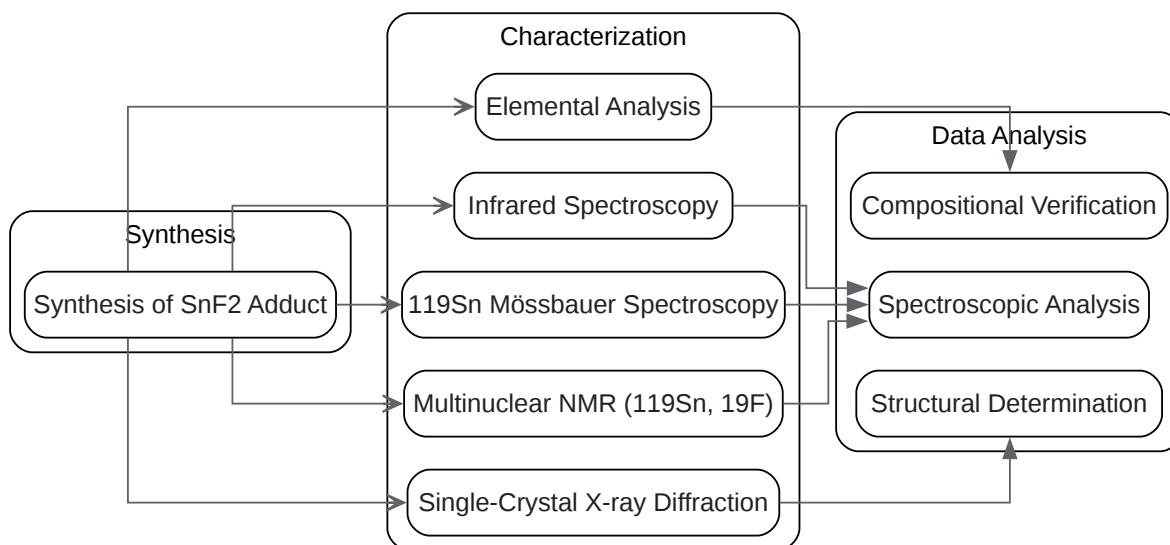 Synthesis
Synthesis of SnF2 Adduct
Characterization
Elemental Analysis
Infrared Spectroscopy
119Sn Mössbauer Spectroscopy
Multinuclear NMR (119Sn, 19F)
Single-Crystal X-ray Diffraction
Data Analysis
Compositional Verification
Spectroscopic Analysis
Structural Determination